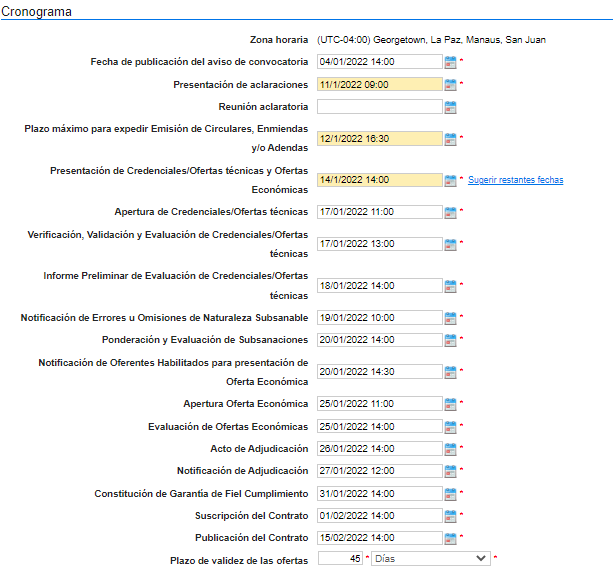 Cronograma
Zona horaria (UTC-04:00) Georgetown, La Paz, Manaus, San Juan
Fecha de publicación del aviso de convocatoria 04/01/2022 14:00 *
Presentación de aclaraciones 11/1/2022 09:00 *
Reunión aclaratoria
Plazo máximo para expedir Emisión de Circulares, Enmiendas
y/o Adendas 12/1/2022 16:30 *
Presentación de Credenciales/Ofertas técnicas y Ofertas
Económicas 14/1/2022 14:00 * Sugerir restantes fechas
Apertura de Credenciales/Ofertas técnicas 17/01/2022 11:00 *
Verificación, Validación y Evaluación de Credenciales/Ofertas
técnicas 17/01/2022 13:00 *
Informe Preliminar de Evaluación de Credenciales/Ofertas
técnicas 18/01/2022 14:00 *
Notificación de Errores u Omisiones de Naturaleza Subsanable 19/01/2022 10:00 *
Ponderación y Evaluación de Subsanaciones 20/01/2022 14:00 *
Notificación de Oferentes Habilitados para presentación de
Oferta Económica 20/01/2022 14:30 *
Apertura Oferta Económica 25/01/2022 11:00 *
Evaluación de Ofertas Económicas 25/01/2022 14:00 *
Acto de Adjudicación 26/01/2022 14:00 *
Notificación de Adjudicación 27/01/2022 12:00 *
Constitución de Garantía de Fiel Cumplimiento 31/01/2022 14:00 *
Suscripción del Contrato 01/02/2022 14:00 *
Publicación del Contrato 15/02/2022 14:00 *
Plazo de validez de las ofertas 45 * Días *